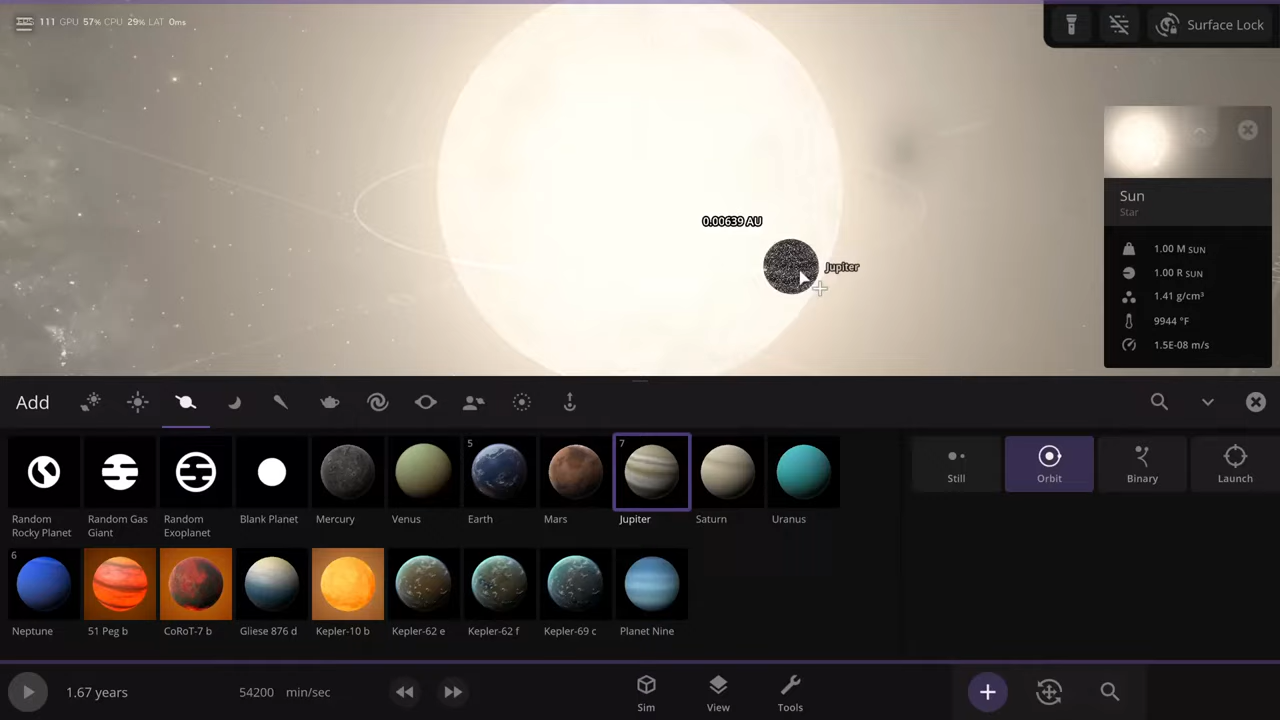 111 GPU 57% CPU 29% LAT 0ms
Surface Lock
Sun
Star
1.00 M SUN
1.00 R SUN
1.41 g/cm³
9944 °F
1.5E-08 m/s
0.00639 AU
Jupiter
Add
5
7
Random Rocky Planet
Random Gas Giant
Random Exoplanet
Blank Planet
Mercury
Venus
Earth
Mars
Jupiter
Saturn
Uranus
Still
Orbit
Binary
Launch
6
Neptune
51 Peg b
CoRoT-7 b
Gliese 876 d
Kepler-10 b
Kepler-62 e
Kepler-62 f
Kepler-69 c
Planet Nine
1.67 years
54200 min/sec
Sim
View
Tools